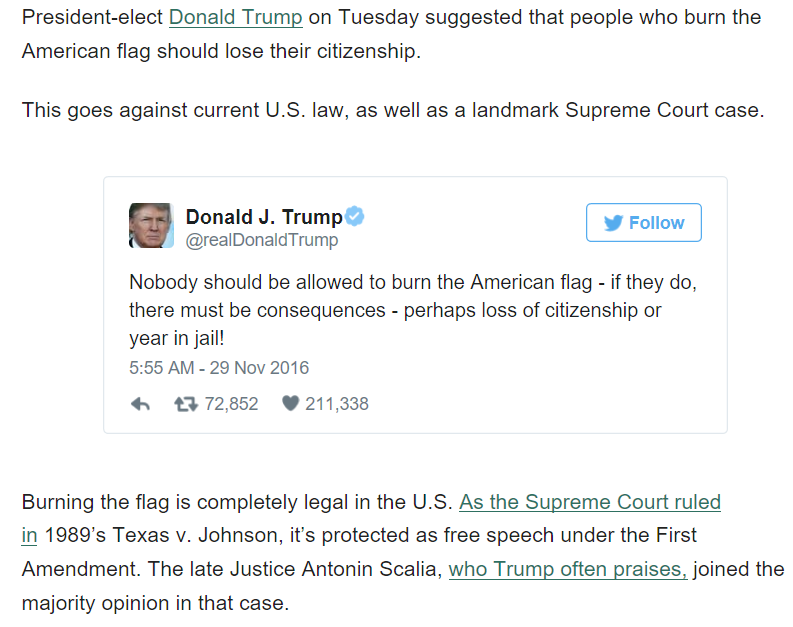 President-elect Donald Trump on Tuesday suggested that people who burn the
American flag should lose their citizenship.
This goes against current U.S. law, as well as a landmark Supreme Court case.
Donald J. Trump
@realDonaldTrump
Follow
Nobody should be allowed to burn the American flag - if they do,
there must be consequences - perhaps loss of citizenship or
year in jail!
5:55 AM - 29 Nov 2016
72,852 211,338
Burning the flag is completely legal in the U.S. As the Supreme Court ruled
in 1989’s Texas v. Johnson, it’s protected as free speech under the First
Amendment. The late Justice Antonin Scalia, who Trump often praises, joined the
majority opinion in that case.